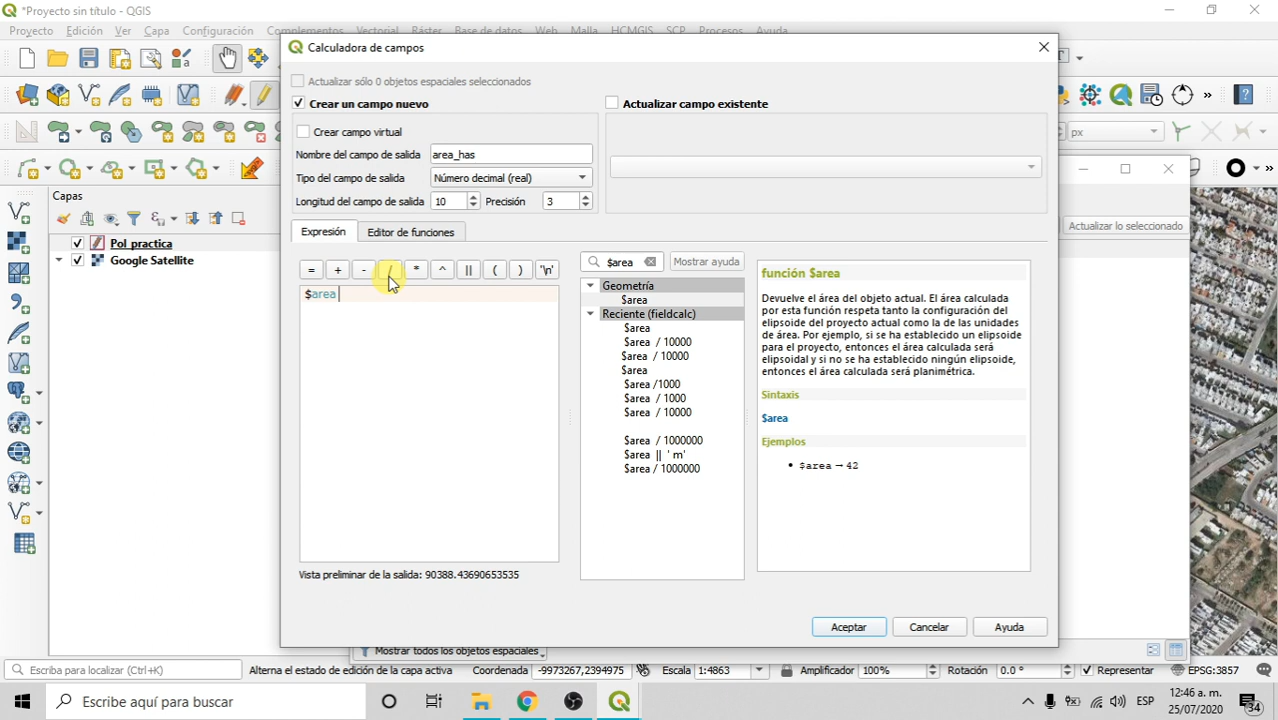 *Proyecto sin título - QGIS
Proyecto Edición Ver Capa Configuración Complementos Vectorial Ráster Base de datos Web Malla HCMGIS SCP Procesos Ayuda
Calculadora de campos
Actualizar sólo 0 objetos espaciales seleccionados
Crear un campo nuevo
Actualizar campo existente
Crear campo virtual
Nombre del campo de salida area_has
Tipo del campo de salida Número decimal (real)
Longitud del campo de salida 10 Precisión 3
px
Actualizar lo seleccionado
Capas
Pol_practica
Google Satellite
Expresión Editor de funciones
= + - / * ^ || ( ) '\n'
$area
Vista preliminar de la salida: 90388.43690653535
$area Mostrar ayuda
Geometría
$area
Reciente (fieldcalc)
$area
$area / 10000
$area / 10000
$area
$area /1000
$area / 1000
$area / 10000
$area / 1000000
$area || ' m'
$area / 1000000
función $area
Devuelve el área del objeto actual. El área calculada
por esta función respeta tanto la configuración del
elipsoide del proyecto actual como la de las unidades
de área. Por ejemplo, si se ha establecido un elipsoide
para el proyecto, entonces el área calculada será
elipsoidal y si no se ha establecido ningún elipsoide,
entonces el área calculada será planimétrica.
Sintaxis
$area
Ejemplos
• $area → 42
Aceptar Cancelar Ayuda
Mostrar todos los objetos espaciales
Escriba para localizar (Ctrl+K) Alterna el estado de edición de la capa activa Coordenada -9973267,2394975 Escala 1:4863 Amplificador 100% Rotación 0.0 ° Representar EPSG:3857
Escribe aquí para buscar
ESP
12:46 a. m.
25/07/2020
34